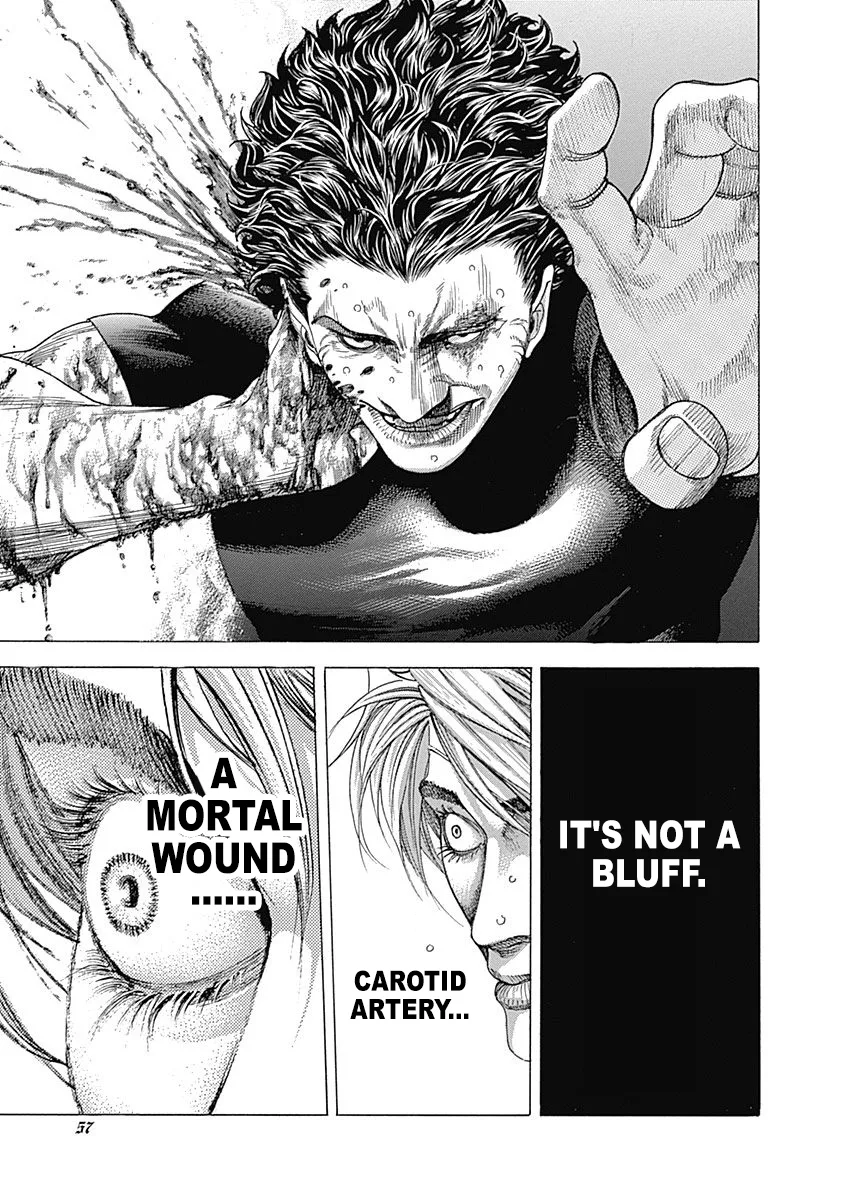 IT'S NOT A
BLUFF.
CAROTID
ARTERY...
A
MORTAL
WOUND
......
57